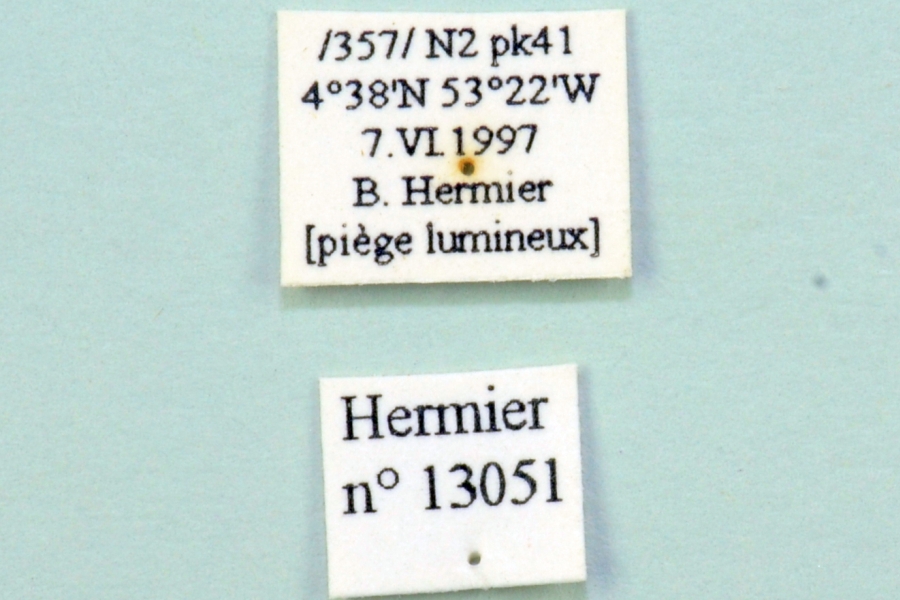 /357/ N2 pk41
4°38'N 53°22'W
7.VI.1997
B. Hermier
[piège lumineux]
Hermier
n° 13051